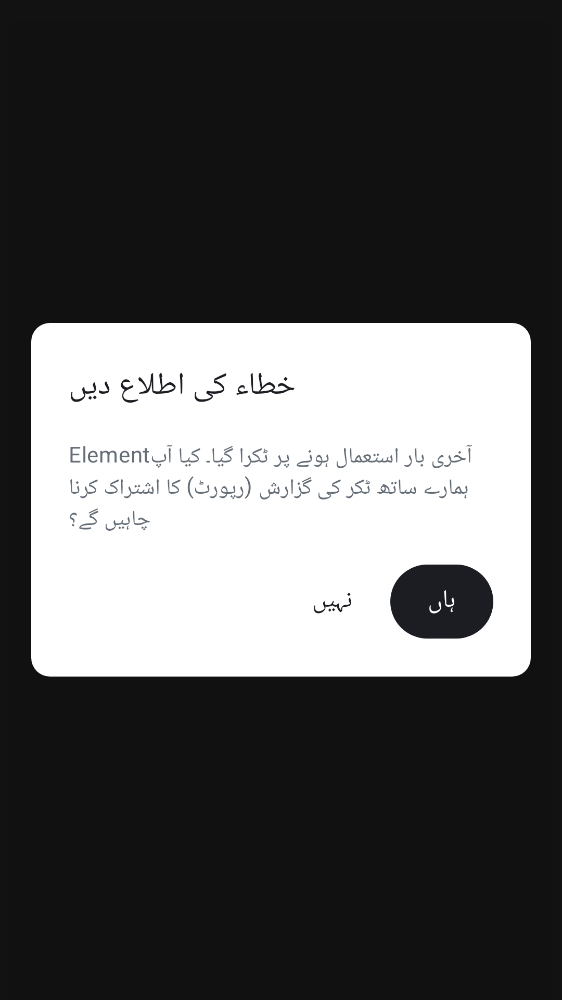 خطاء کی اطلاع دیں
Element آخری بار استعمال ہونے پر ٹکرا گیا۔ کیا آپ
ہمارے ساتھ ٹکر کی گزارش (رپورٹ) کا اشتراک کرنا
چاہیں گے؟
ہاں
نہیں